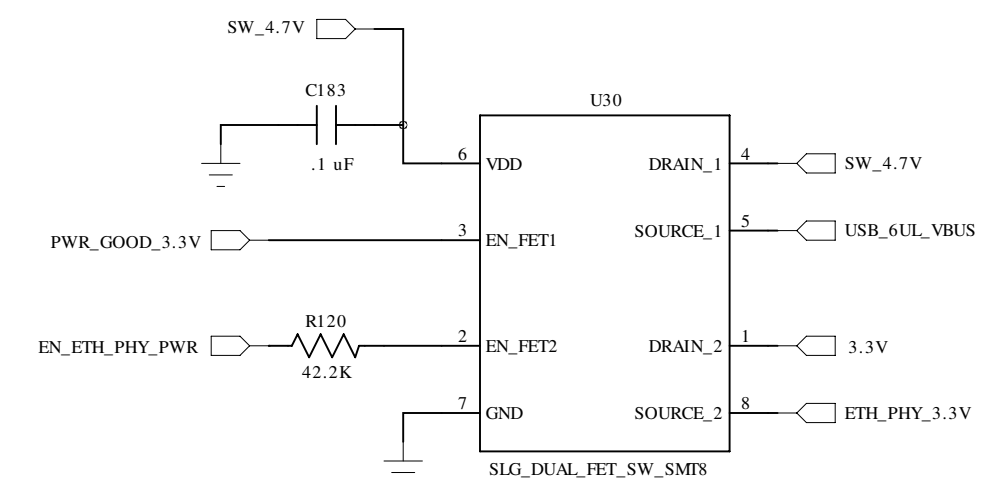 SW_4.7V
C183
.1 uF
U30
6 VDD
DRAIN_1 4
SW_4.7V
PWR_GOOD_3.3V
3 EN_FET1
SOURCE_1 5
USB_6UL_VBUS
EN_ETH_PHY_PWR
R120
42.2K
2 EN_FET2
DRAIN_2 1
3.3V
7 GND
SOURCE_2 8
ETH_PHY_3.3V
SLG_DUAL_FET_SW_SMT8